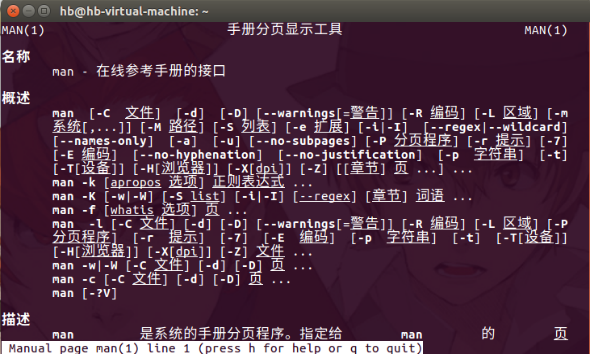 hb@hb-virtual-machine: ~
MAN(1) 手册分页显示工具 MAN(1)
名称
man - 在线参考手册的接口
概述
man [-C 文件] [-d] [-D] [--warnings[=警告]] [-R 编码] [-L 区域] [-m
系统[,...]] [-M 路径] [-S 列表] [-e 扩展] [-i|-I] [--regex|--wildcard]
[--names-only] [-a] [-u] [--no-subpages] [-P 分页程序] [-r 提示] [-7]
[-E 编码] [--no-hyphenation] [--no-justification] [-p 字符串] [-t]
[-T[设备]] [-H[浏览器]] [-X[dpi]] [-Z] [[章节] 页 ...] ...
man -k [apropos 选项] 正则表达式 ...
man -K [-w|-W] [-S list] [-i|-I] [--regex] [章节] 词语 ...
man -f [whatis 选项] 页 ...
man -l [-C 文件] [-d] [-D] [--warnings[=警告]] [-R 编码] [-L 区域] [-P
分页程序] [-r 提示] [-7] [-E 编码] [-p 字符串] [-t] [-T[设备]]
[-H[浏览器]] [-X[dpi]] [-Z] 文件 ...
man -w|-W [-C 文件] [-d] [-D] 页 ...
man -c [-C 文件] [-d] [-D] 页 ...
man [-?V]
描述
man 是系统的手册分页程序。指定给 man 的 页
Manual page man(1) line 1 (press h for help or q to quit)